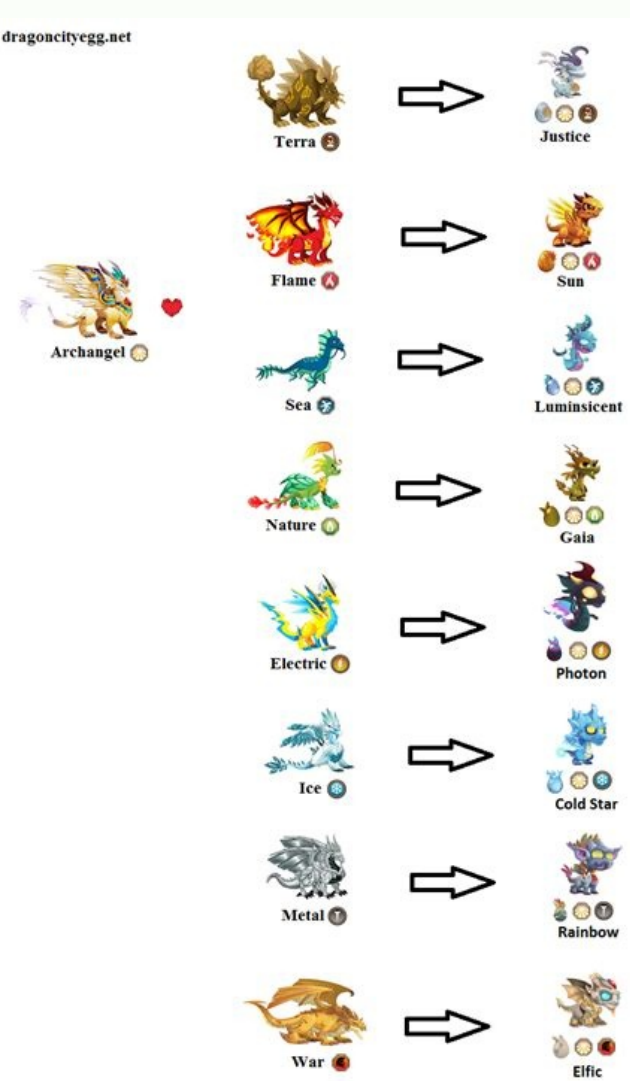 dragoncityegg.net
Terra
Justice
Flame
Sun
Archangel
Sea
Luminsicent
Nature
Gaia
Electric
Photon
Ice
Cold Star
Metal
Rainbow
War
Elfic